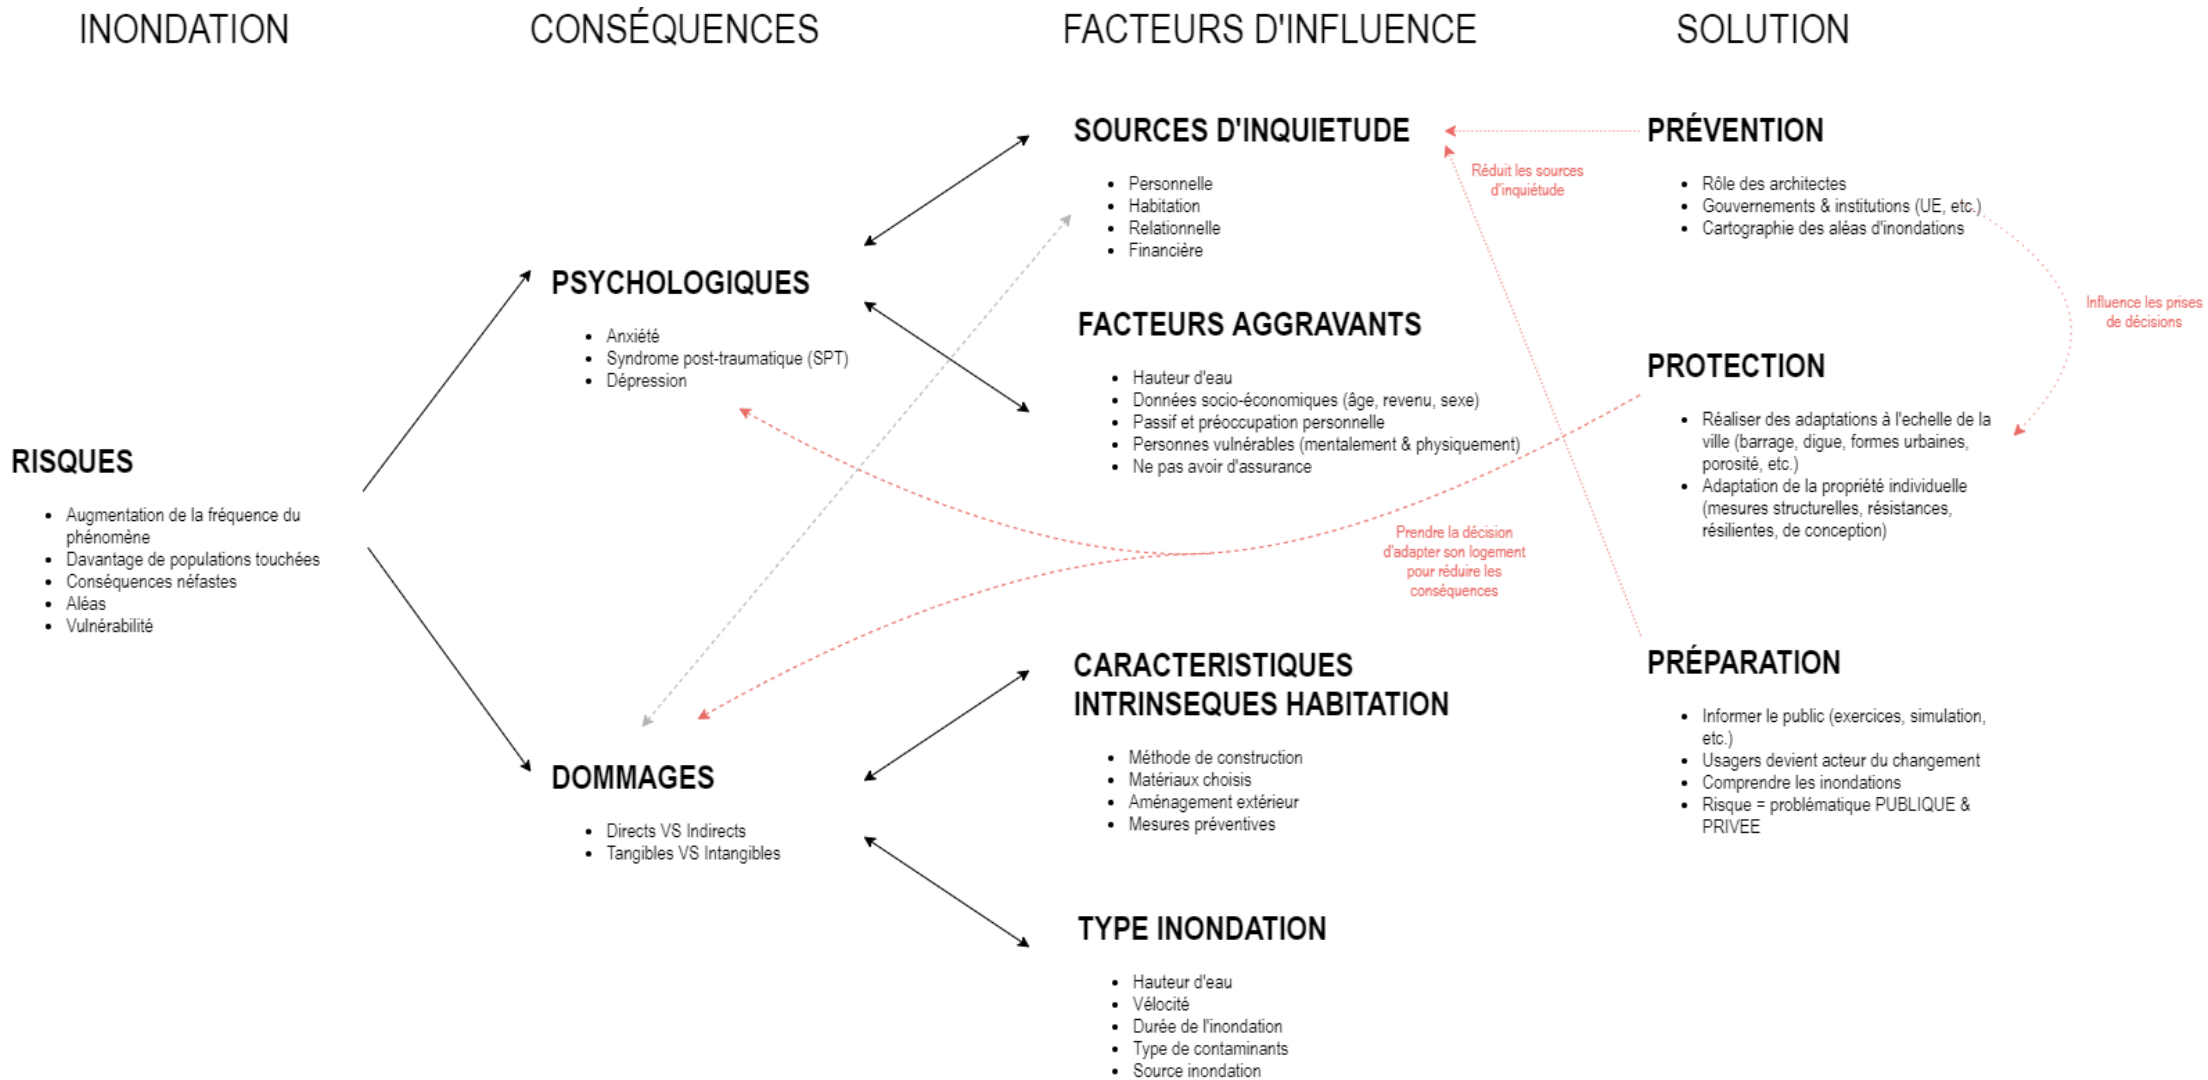 INONDATION
CONSÉQUENCES
FACTEURS D'INFLUENCE
SOLUTION
RISQUES
Augmentation de la fréquence du
phénomène
Davantage de populations touchées
Conséquences néfastes
Aléas
Vulnérabilité
PSYCHOLOGIQUES
Anxiété
Syndrome post-traumatique (SPT)
Dépression
DOMMAGES
Directs VS Indirects
Tangibles VS Intangibles
SOURCES D'INQUIETUDE
Personnelle
Habitation
Relationnelle
Financière
FACTEURS AGGRAVANTS
Hauteur d'eau
Données socio-économiques (âge, revenu, sexe)
Passif et préoccupation personnelle
Personnes vulnérables (mentalement & physiquement)
Ne pas avoir d'assurance
Prendre la décision
d'adapter son logement
pour réduire les
conséquences
CARACTERISTIQUES
INTRINSEQUES HABITATION
Méthode de construction
Matériaux choisis
Aménagement extérieur
Mesures préventives
TYPE INONDATION
Hauteur d'eau
Vélocité
Durée de l'inondation
Type de contaminants
Source inondation
Réduit les sources
d'inquiétude
PRÉVENTION
Rôle des architectes
Gouvernements & institutions (UE, etc.)
Cartographie des aléas d'inondations
Influence les prises
de décisions
PROTECTION
Réaliser des adaptations à l'echelle de la
ville (barrage, digue, formes urbaines,
porosité, etc.)
Adaptation de la propriété individuelle
(mesures structurelles, résistances,
résilientes, de conception)
PRÉPARATION
Informer le public (exercices, simulation,
etc.)
Usagers devient acteur du changement
Comprendre les inondations
Risque = problématique PUBLIQUE &
PRIVEE